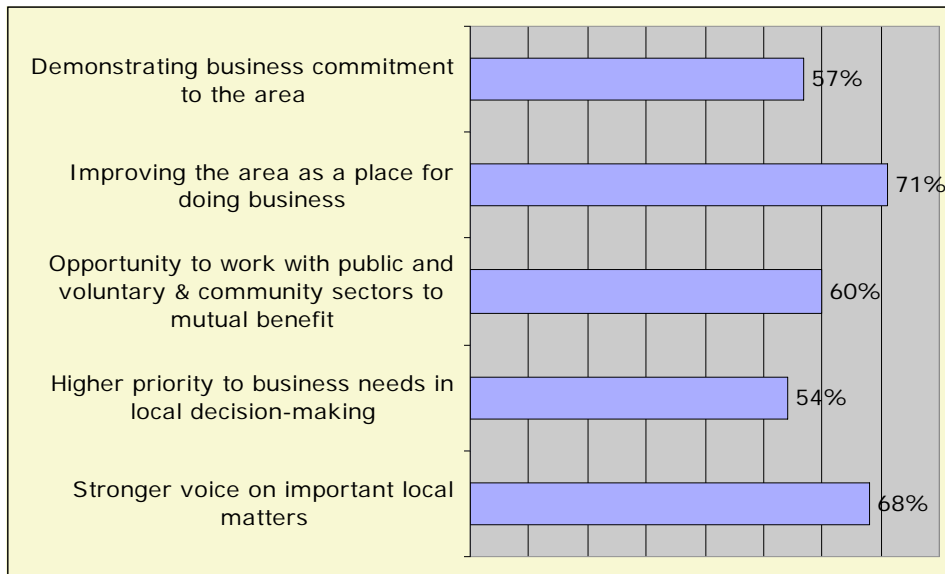 Demonstrating business commitment
to the area
57%
Improving the area as a place for
doing business
71%
Opportunity to work with public and
voluntary & community sectors to
mutual benefit
60%
Higher priority to business needs in
local decision-making
54%
Stronger voice on important local
matters
68%